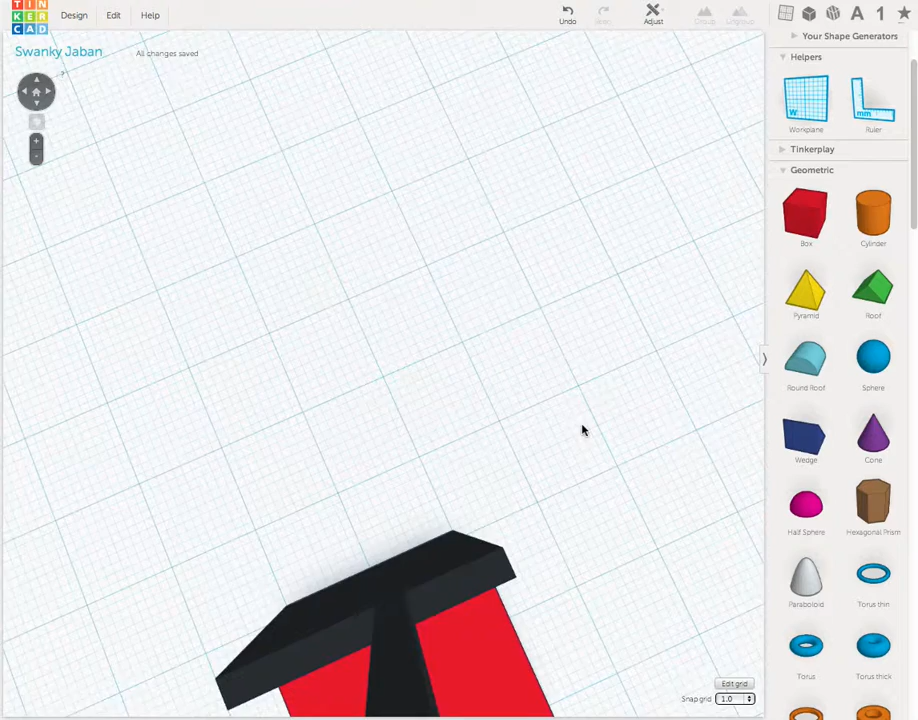 TIN
KER
CAD
Design
Edit
Help
Undo
Redo
Adjust
Group
Ungroup
Swanky Jaban
All changes saved
?
Your Shape Generators
Helpers
W
mm
Workplane
Ruler
Tinkerplay
Geometric
Box
Cylinder
Pyramid
Roof
Round Roof
Sphere
Wedge
Cone
Half Sphere
Hexagonal Prism
Paraboloid
Torus thin
Torus
Torus thick
Edit grid
Snap grid
1.0